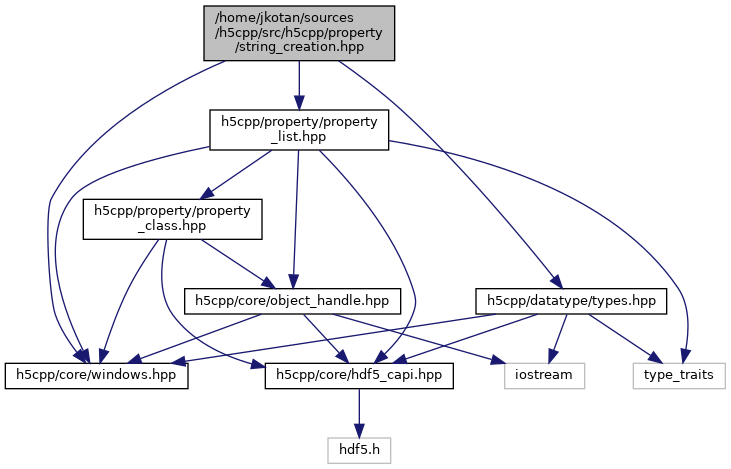 /home/jkotan/sources
/h5cpp/src/h5cpp/property
/string_creation.hpp
h5cpp/property/property
_list.hpp
h5cpp/property/property
_class.hpp
h5cpp/core/object_handle.hpp
h5cpp/datatype/types.hpp
h5cpp/core/windows.hpp
h5cpp/core/hdf5_capi.hpp
iostream
type_traits
hdf5.h